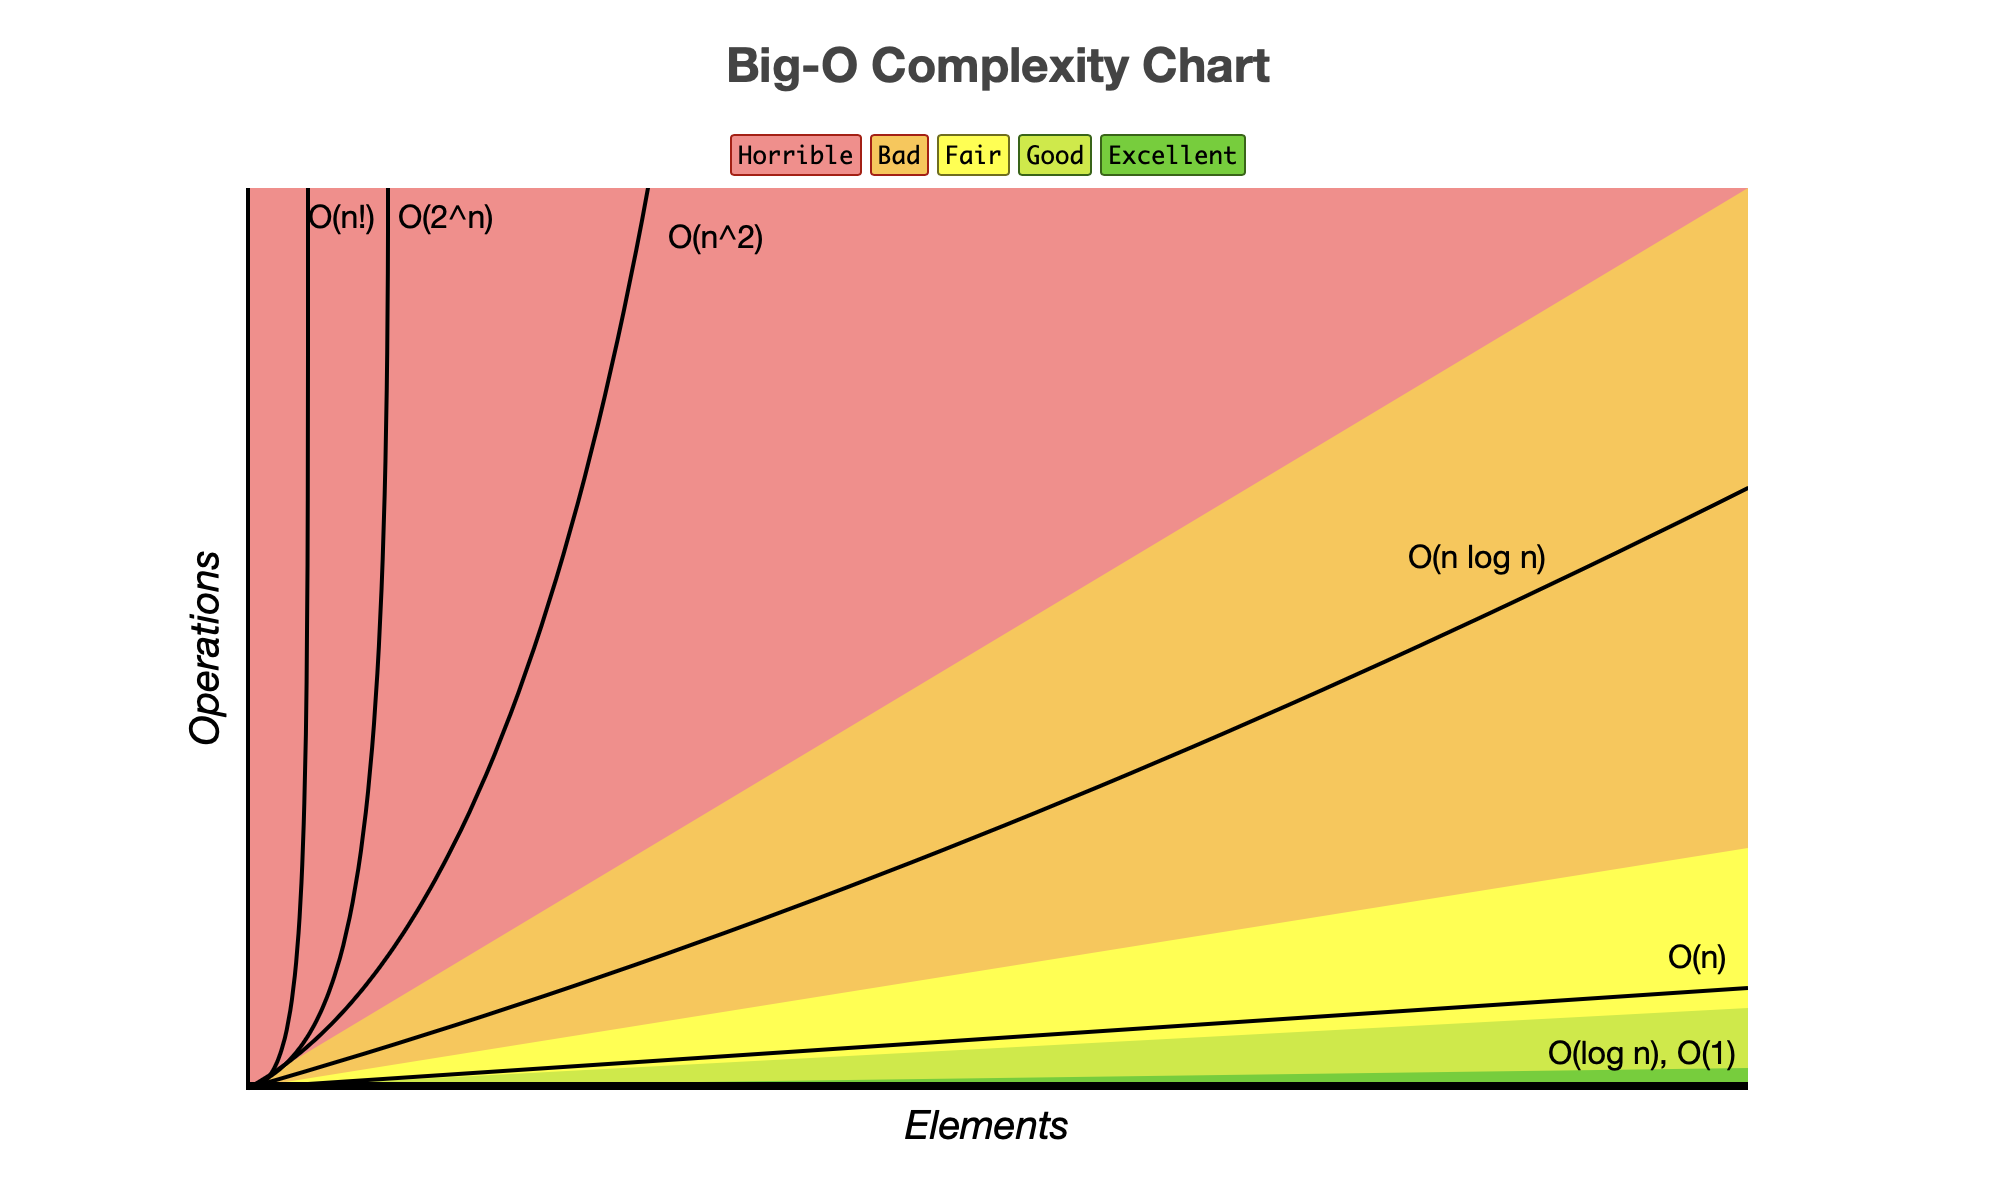 Big-O Complexity Chart
Horrible Bad Fair Good Excellent
O(n!) O(2^n)
O(n^2)
O(n log n)
Operations
O(n)
O(log n), O(1)
Elements